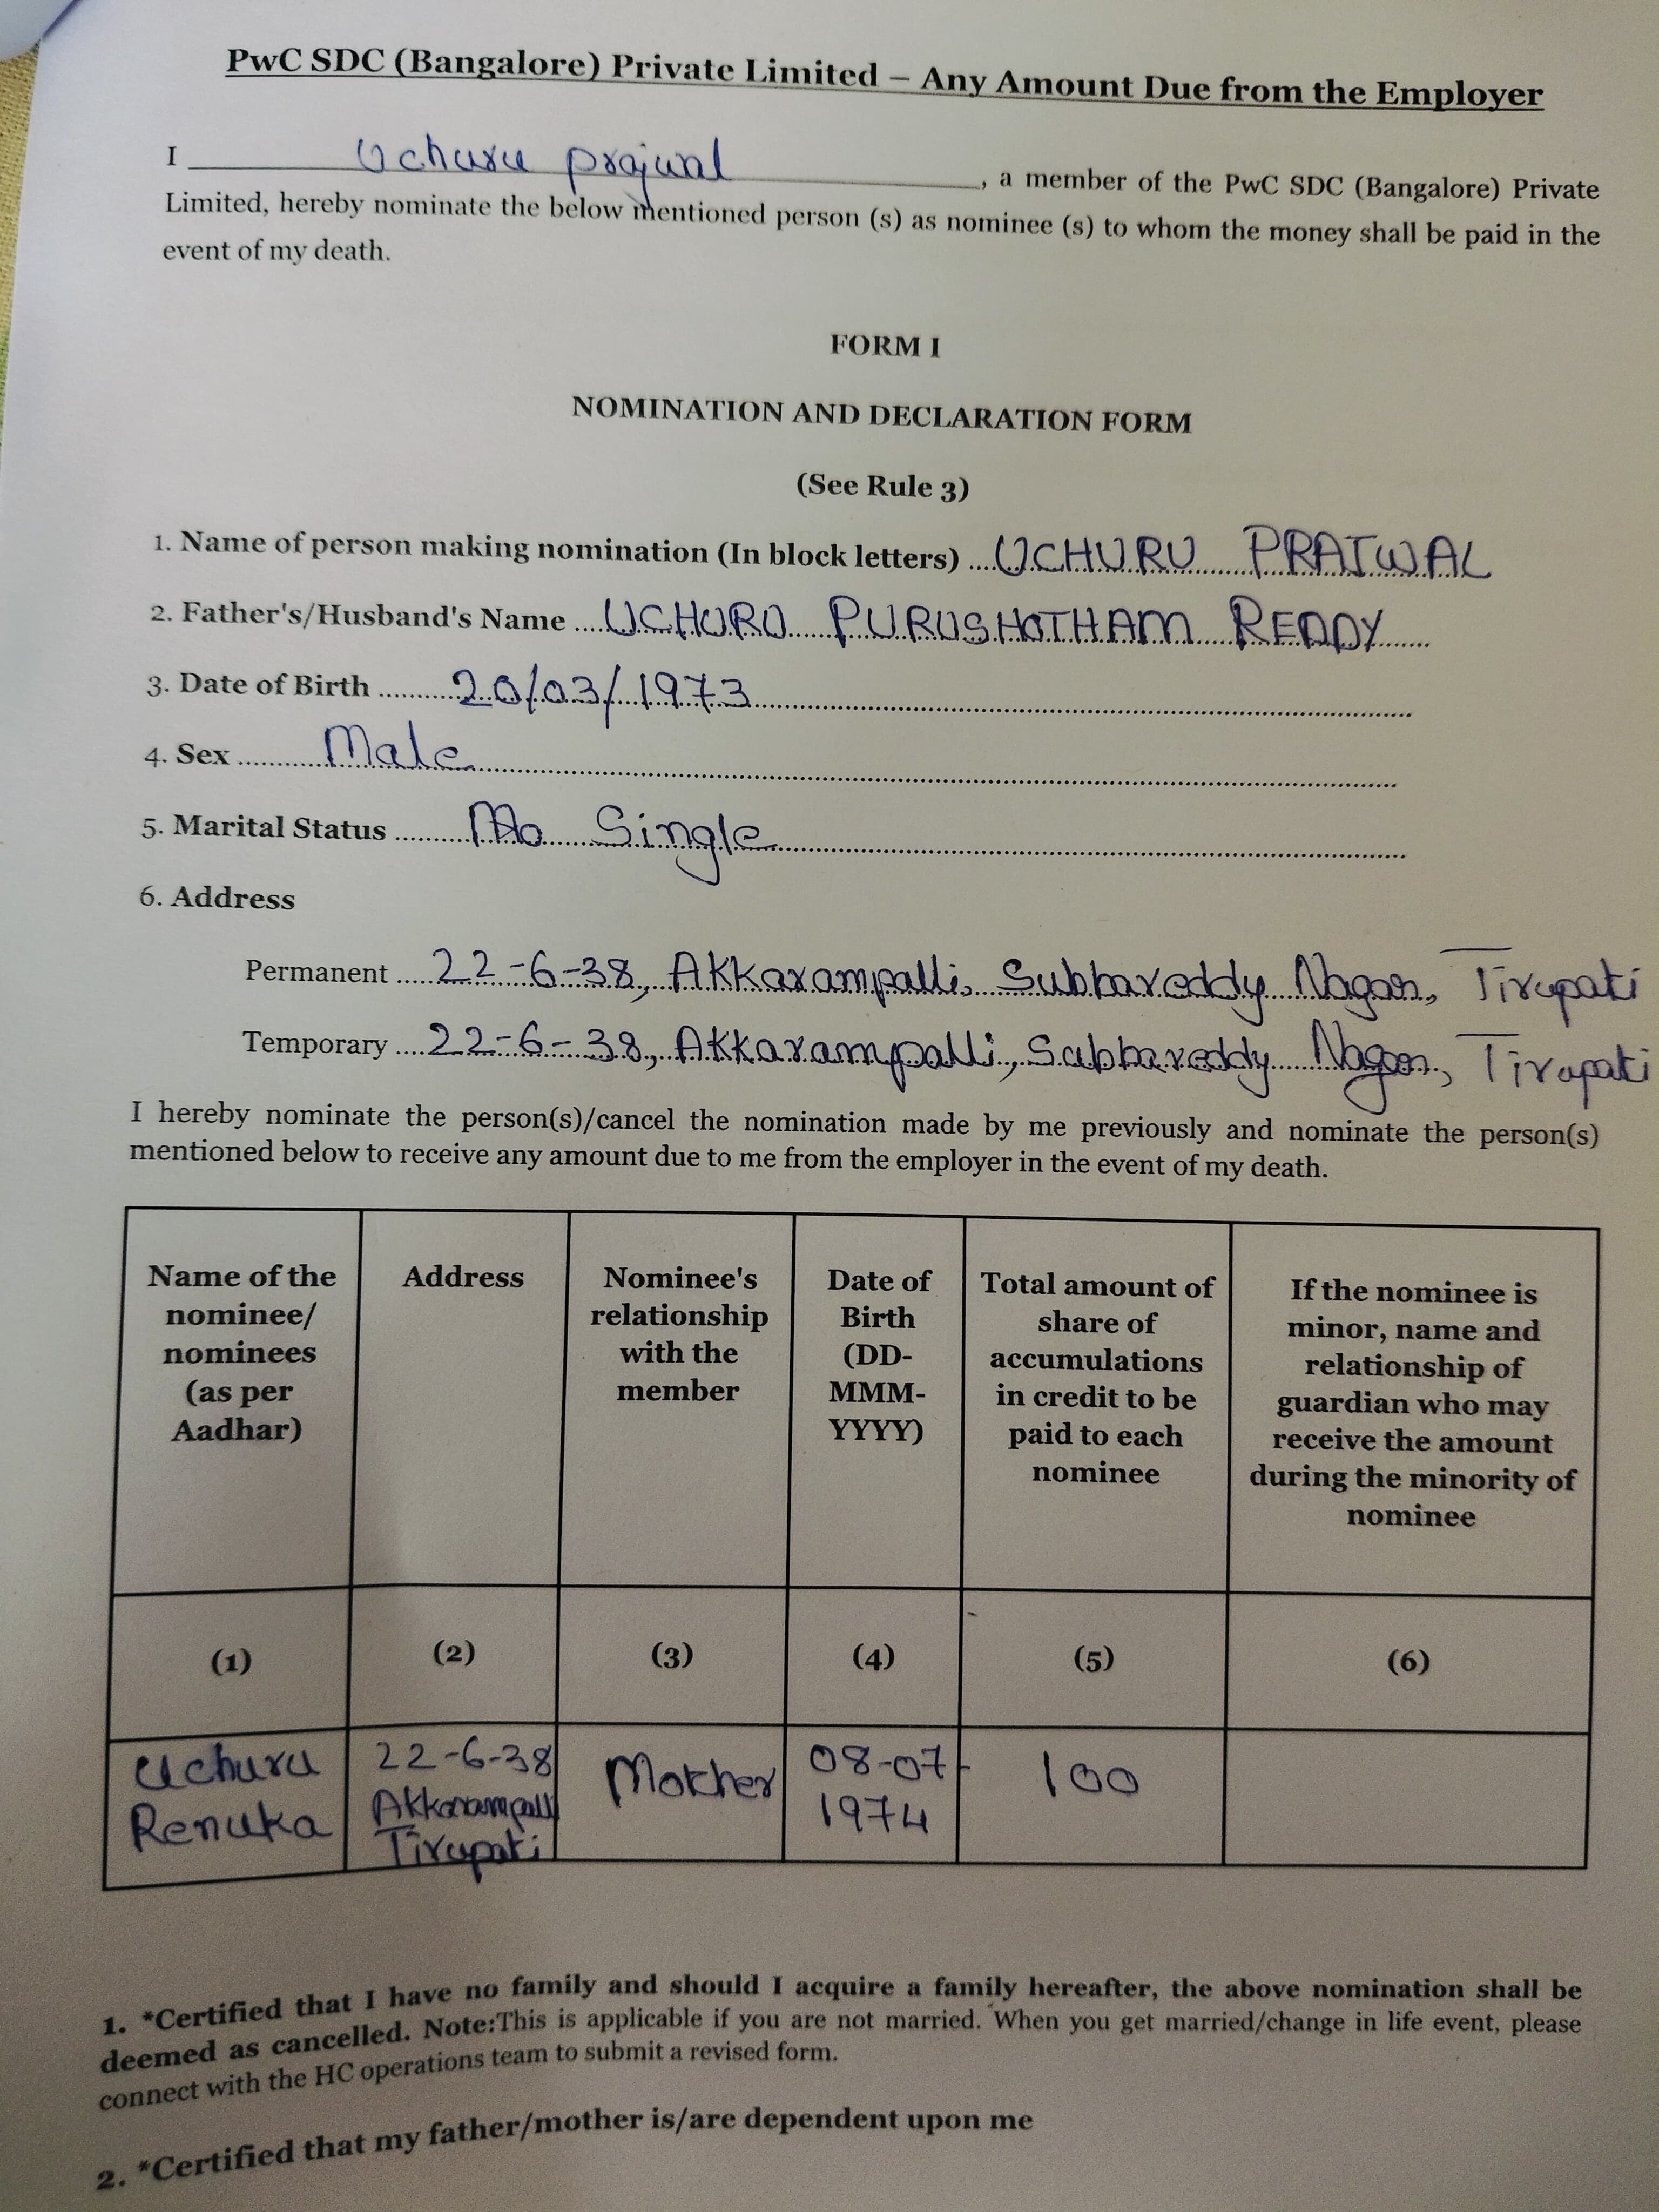 PwC SDC (Bangalore) Private Limited – Any Amount Due from the Employer
I Uchuru prajwal, a member of the PwC SDC (Bangalore) Private
Limited, hereby nominate the below mentioned person (s) as nominee (s) to whom the money shall be paid in the
event of my death.
FORM I
NOMINATION AND DECLARATION FORM
(See Rule 3)
1. Name of person making nomination (In block letters) ....UCHURU PRAJWAL
2. Father's/Husband's Name ....UCHURU PURUSHOTHAM REDDY
3. Date of Birth ..........20/03/1973
4. Sex ...........Male
5. Marital Status ......... Single
6. Address
Permanent ....22-6-38, Akkarampalli, Subbareddy Nagar, Tirupati
Temporary ....22-6-38, Akkarampalli, Subbareddy Nagar, Tirupati
I hereby nominate the person(s)/cancel the nomination made by me previously and nominate the person(s)
mentioned below to receive any amount due to me from the employer in the event of my death.
Name of the nominee/ nominees (as per Aadhar)
Address
Nominee's relationship with the member
Date of Birth (DD-MMM-YYYY)
Total amount of share of accumulations in credit to be paid to each nominee
If the nominee is minor, name and relationship of guardian who may receive the amount during the minority of nominee
(1) (2) (3) (4) (5) (6)
Uchuru Renuka
22-6-38 Akkarampalli Tirupati
Mother
08-07-1974
100
1. *Certified that I have no family and should I acquire a family hereafter, the above nomination shall be
deemed as cancelled. Note:This is applicable if you are not married. When you get married/change in life event, please
connect with the HC operations team to submit a revised form.
2. *Certified that my father/mother is/are dependent upon me